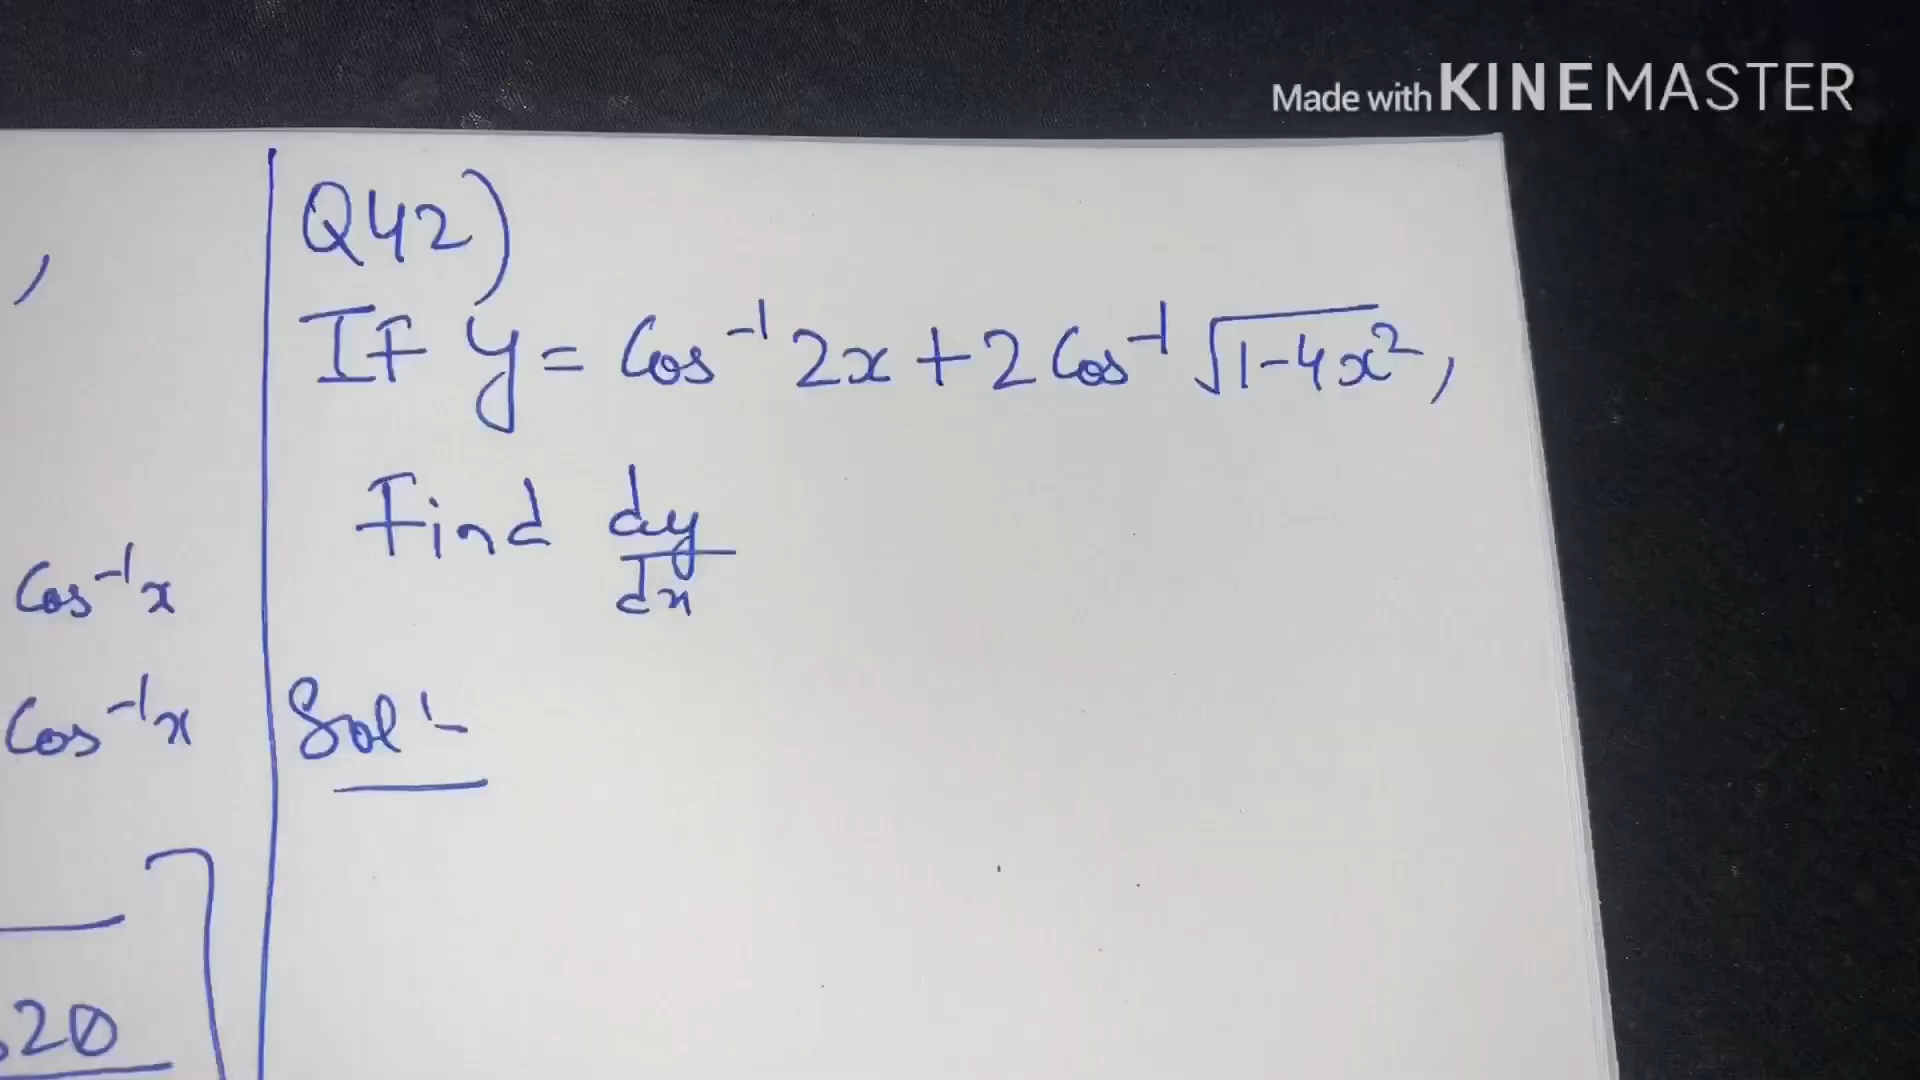 Made with KINEMASTER
Q42)
If y = Cos⁻¹ 2x + 2 Cos⁻¹ √1-4x²,
Find dy/dx
Cos⁻¹x
Cos⁻¹x
Sol:-
20